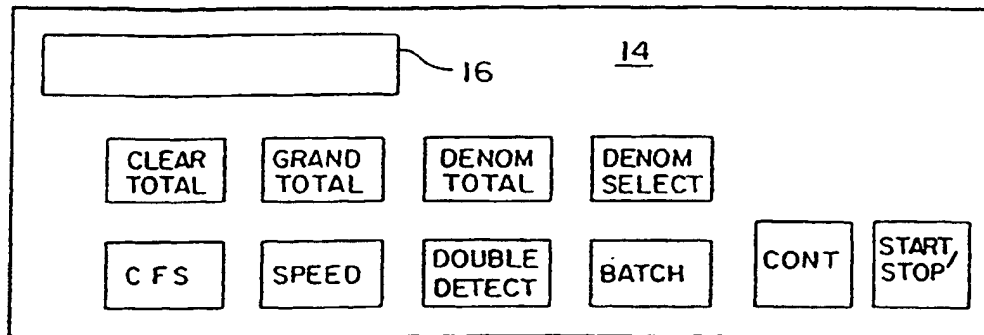 16
14
CLEAR
TOTAL
GRAND
TOTAL
DENOM
TOTAL
DENOM
SELECT
CFS
SPEED
DOUBLE
DETECT
BATCH
CONT
START/
STOP